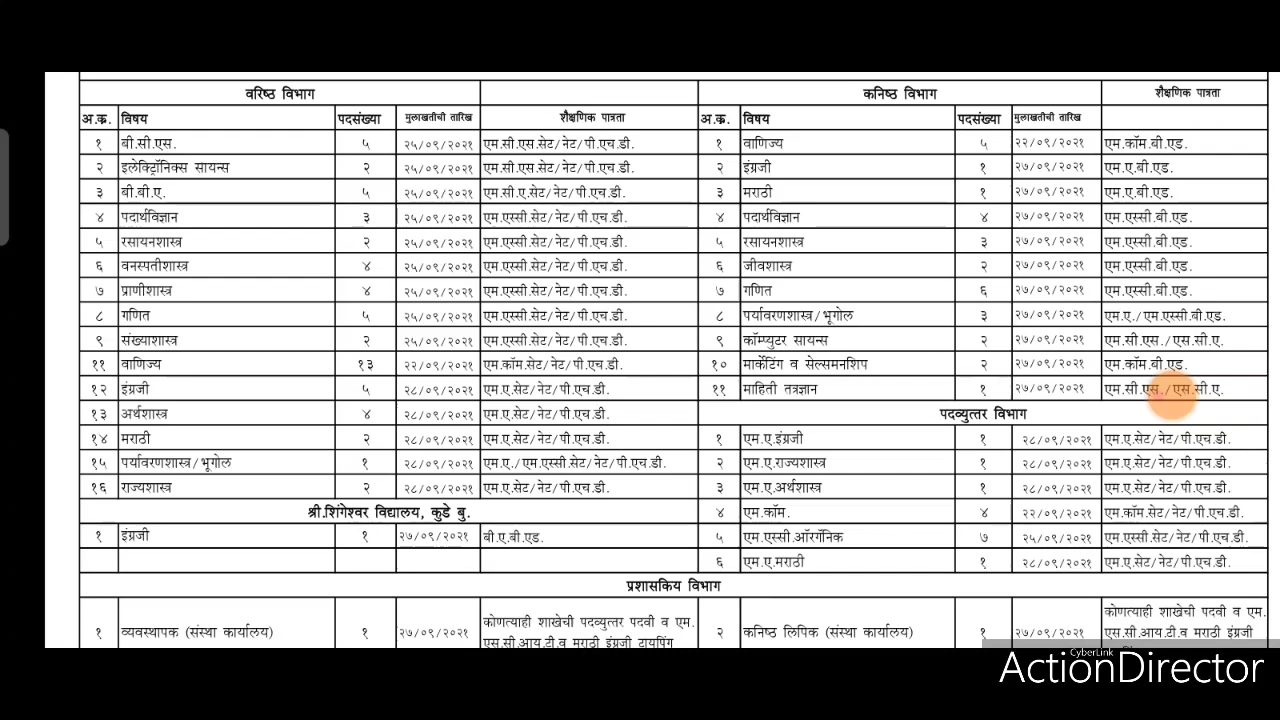 वरिष्ठ विभाग कनिष्ठ विभाग शैक्षणिक पात्रता
अ.क्र. विषय पदसंख्या मुलाखतीची तारिख शैक्षणिक पात्रता अ.क्र. विषय पदसंख्या मुलाखतीची तारिख
१ बी.सी.एस. ५ २५/०९/२०२१ एम.सी.एस.सेट/नेट/पी.एच.डी. १ वाणिज्य ५ २२/०९/२०२१ एम.कॉम.बी.एड.
२ इलेक्ट्रिॉनिक्स सायन्स २ २५/०९/२०२१ एम.सी.एस.सेट/नेट/पी.एच.डी. २ इंग्रजी १ २७/०९/२०२१ एम.ए.बी.एड.
३ बी.बी.ए. ५ २५/०९/२०२१ एम.सी.ए.सेट/नेट/पी.एच.डी. ३ मराठी १ २७/०९/२०२१ एम.ए.बी.एड.
४ पदार्थविज्ञान ३ २५/०९/२०२१ एम.एस्सी.सेट/नेट/पी.एच.डी. ४ पदार्थविज्ञान ४ २७/०९/२०२१ एम.एस्सी.बी.एड.
५ रसायनशास्त्र २ २५/०९/२०२१ एम.एस्सी.सेट/नेट/पी.एच.डी. ५ रसायनशास्त्र ३ २७/०९/२०२१ एम.एस्सी.बी.एड.
६ वनस्पतीशास्त्र ४ २५/०९/२०२१ एम.एस्सी.सेट/नेट/पी.एच.डी. ६ जीवशास्त्र २ २७/०९/२०२१ एम.एस्सी.बी.एड.
७ प्राणीशास्त्र ४ २५/०९/२०२१ एम.एस्सी.सेट/नेट/पी.एच.डी. ७ गणित ६ २७/०९/२०२१ एम.एस्सी.बी.एड.
८ गणित ५ २५/०९/२०२१ एम.एस्सी.सेट/नेट/पी.एच.डी. ८ पर्यावरणशास्त्र/भूगोल ३ २७/०९/२०२१ एम.ए./एम.एस्सी.बी.एड.
९ संख्याशास्त्र २ २५/०९/२०२१ एम.एस्सी.सेट/नेट/पी.एच.डी. ९ कॉम्प्युटर सायन्स २ २७/०९/२०२१ एम.सी.एस./एस.सी.ए.
११ वाणिज्य १३ २२/०९/२०२१ एम.कॉम.सेट/नेट/पी.एच.डी. १० मार्केटिंग व सेल्समनशिप २ २७/०९/२०२१ एम.कॉम.बी.एड.
१२ इंग्रजी ५ २८/०९/२०२१ एम.ए.सेट/नेट/पी.एच.डी. ११ माहिती तत्रज्ञान १ २७/०९/२०२१ एम.सी.एस./एस.सी.ए.
१३ अर्थशास्त्र ४ २८/०९/२०२१ एम.ए.सेट/नेट/पी.एच.डी. पदव्युत्तर विभाग
१४ मराठी २ २८/०९/२०२१ एम.ए.सेट/नेट/पी.एच.डी. १ एम.ए.इंग्रजी १ २८/०९/२०२१ एम.ए.सेट/नेट/पी.एच.डी.
१५ पर्यावरणशास्त्र/भूगोल १ २८/०९/२०२१ एम.ए./एम.एस्सी.सेट/नेट/पी.एच.डी. २ एम.ए.राज्यशास्त्र १ २८/०९/२०२१ एम.ए.सेट/नेट/पी.एच.डी.
१६ राज्यशास्त्र २ २८/०९/२०२१ एम.ए.सेट/नेट/पी.एच.डी. ३ एम.ए.अर्थशास्त्र १ २८/०९/२०२१ एम.ए.सेट/नेट/पी.एच.डी.
श्री.शिंगेश्वर विद्यालय, कुडे बु. ४ एम.कॉम. ४ २२/०९/२०२१ एम.कॉम.सेट/नेट/पी.एच.डी.
१ इंग्रजी १ २७/०९/२०२१ बी.ए.बी.एड. ५ एम.एस्सी.ऑरगॅनिक ७ २५/०९/२०२१ एम.एस्सी.सेट/नेट/पी.एच.डी.
६ एम.ए.मराठी १ २८/०९/२०२१ एम.ए.सेट/नेट/पी.एच.डी.
प्रशासकिय विभाग
१ व्यवस्थापक (संस्था कार्यालय) १ २७/०९/२०२१ कोणत्याही शाखेची पदव्युत्तर पदवी व एम. २ कनिष्ठ लिपिक (संस्था कार्यालय) १ २७/०९/२०२१ कोणत्याही शाखेची पदवी व एम.
एस.सी.आय.टी.व मराठी इंग्रजी टायपिंग एस.सी.आय.टी.व मराठी इंग्रजी
CyberLink
ActionDirector